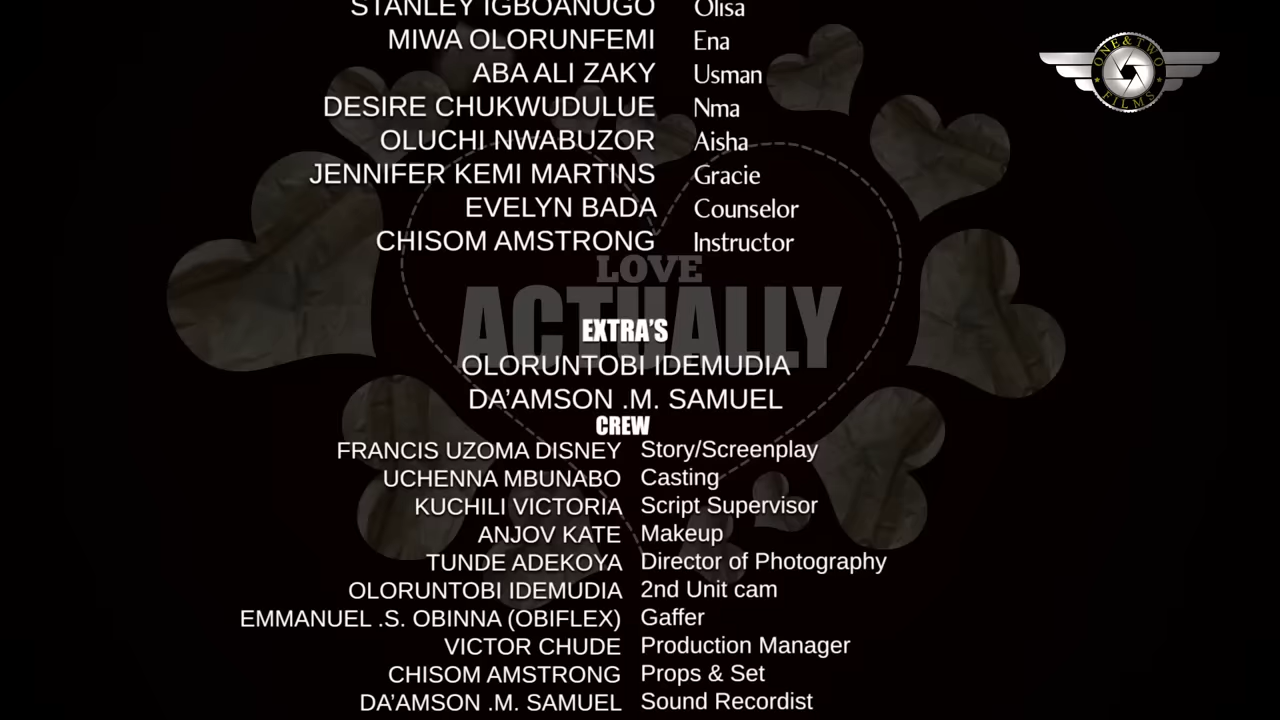 STANLEY IGBOANUGO Olisa
MIWA OLORUNFEMI Ena
ABA ALI ZAKY Usman
DESIRE CHUKWUDULUE Nma
OLUCHI NWABUZOR Aisha
JENNIFER KEMI MARTINS Gracie
EVELYN BADA Counselor
CHISOM AMSTRONG Instructor
LOVE
ACTUALLY
EXTRA'S
OLORUNTOBI IDEMUDIA
DA'AMSON .M. SAMUEL
CREW
FRANCIS UZOMA DISNEY Story/Screenplay
UCHENNA MBUNABO Casting
KUCHILI VICTORIA Script Supervisor
ANJOV KATE Makeup
TUNDE ADEKOYA Director of Photography
OLORUNTOBI IDEMUDIA 2nd Unit cam
EMMANUEL .S. OBINNA (OBIFLEX) Gaffer
VICTOR CHUDE Production Manager
CHISOM AMSTRONG Props & Set
DA'AMSON .M. SAMUEL Sound Recordist
ONE & TWO
FILMS